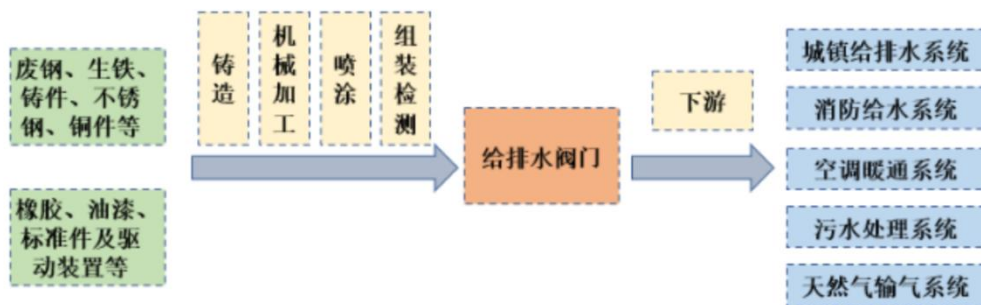 废钢、生铁、
铸件、不锈
钢、铜件等
橡胶、油漆、
标准件及驱
动装置等
铸造
机械加工
喷涂
组装检测
给排水阀门
下游
城镇给排水系统
消防给水系统
空调暖通系统
污水处理系统
天然气输气系统